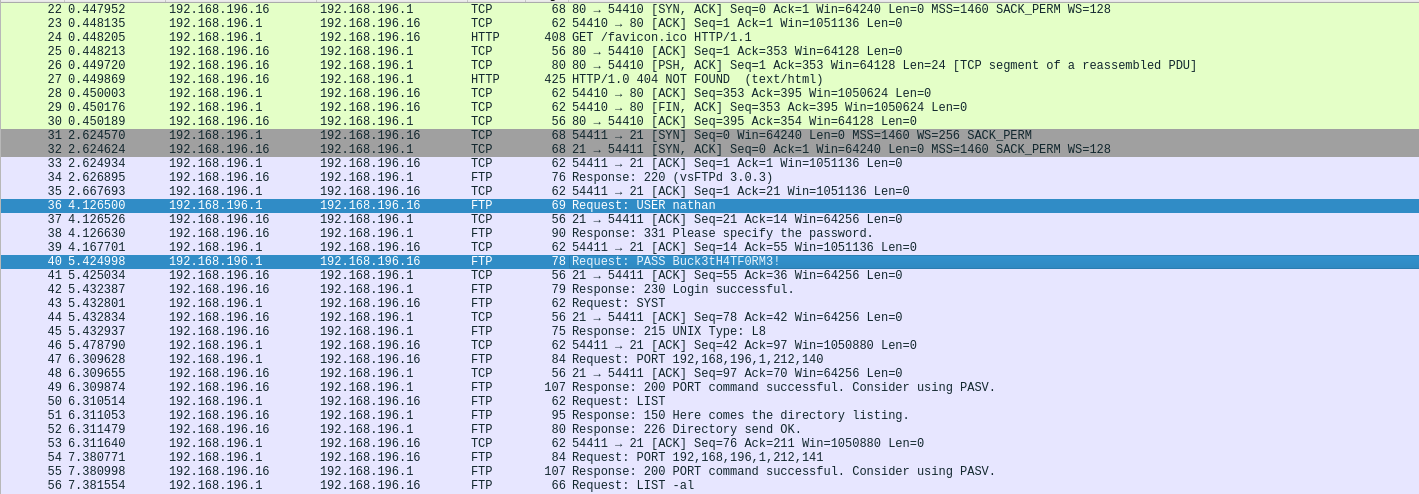 22 0.447952 192.168.196.16 192.168.196.1 TCP 68 80 → 54410 [SYN, ACK] Seq=0 Ack=1 Win=64240 Len=0 MSS=1460 SACK_PERM WS=128
23 0.448135 192.168.196.1 192.168.196.16 TCP 62 54410 → 80 [ACK] Seq=1 Ack=1 Win=1051136 Len=0
24 0.448205 192.168.196.1 192.168.196.16 HTTP 408 GET /favicon.ico HTTP/1.1
25 0.448213 192.168.196.16 192.168.196.1 TCP 56 80 → 54410 [ACK] Seq=1 Ack=353 Win=64128 Len=0
26 0.449720 192.168.196.16 192.168.196.1 TCP 80 80 → 54410 [PSH, ACK] Seq=1 Ack=353 Win=64128 Len=24 [TCP segment of a reassembled PDU]
27 0.449869 192.168.196.16 192.168.196.1 HTTP 425 HTTP/1.0 404 NOT FOUND (text/html)
28 0.450003 192.168.196.1 192.168.196.16 TCP 62 54410 → 80 [ACK] Seq=353 Ack=395 Win=1050624 Len=0
29 0.450176 192.168.196.1 192.168.196.16 TCP 62 54410 → 80 [FIN, ACK] Seq=353 Ack=395 Win=1050624 Len=0
30 0.450189 192.168.196.16 192.168.196.1 TCP 56 80 → 54410 [ACK] Seq=395 Ack=354 Win=64128 Len=0
31 2.624570 192.168.196.1 192.168.196.16 TCP 68 54411 → 21 [SYN] Seq=0 Win=64240 Len=0 MSS=1460 WS=256 SACK_PERM
32 2.624624 192.168.196.16 192.168.196.1 TCP 68 21 → 54411 [SYN, ACK] Seq=0 Ack=1 Win=64240 Len=0 MSS=1460 SACK_PERM WS=128
33 2.624934 192.168.196.1 192.168.196.16 TCP 62 54411 → 21 [ACK] Seq=1 Ack=1 Win=1051136 Len=0
34 2.626895 192.168.196.16 192.168.196.1 FTP 76 Response: 220 (vsFTPd 3.0.3)
35 2.667693 192.168.196.1 192.168.196.16 TCP 62 54411 → 21 [ACK] Seq=1 Ack=21 Win=1051136 Len=0
36 4.126500 192.168.196.1 192.168.196.16 FTP 69 Request: USER nathan
37 4.126526 192.168.196.16 192.168.196.1 TCP 56 21 → 54411 [ACK] Seq=21 Ack=14 Win=64256 Len=0
38 4.126630 192.168.196.16 192.168.196.1 FTP 90 Response: 331 Please specify the password.
39 4.167701 192.168.196.1 192.168.196.16 TCP 62 54411 → 21 [ACK] Seq=14 Ack=55 Win=1051136 Len=0
40 5.424998 192.168.196.1 192.168.196.16 FTP 78 Request: PASS Buck3tH4TF0RM3!
41 5.425034 192.168.196.16 192.168.196.1 TCP 56 21 → 54411 [ACK] Seq=55 Ack=36 Win=64256 Len=0
42 5.432387 192.168.196.16 192.168.196.1 FTP 79 Response: 230 Login successful.
43 5.432801 192.168.196.1 192.168.196.16 FTP 62 Request: SYST
44 5.432834 192.168.196.16 192.168.196.1 TCP 56 21 → 54411 [ACK] Seq=78 Ack=42 Win=64256 Len=0
45 5.432937 192.168.196.16 192.168.196.1 FTP 75 Response: 215 UNIX Type: L8
46 5.478790 192.168.196.1 192.168.196.16 TCP 62 54411 → 21 [ACK] Seq=42 Ack=97 Win=1050880 Len=0
47 6.309628 192.168.196.1 192.168.196.16 FTP 84 Request: PORT 192,168,196,1,212,140
48 6.309655 192.168.196.16 192.168.196.1 TCP 56 21 → 54411 [ACK] Seq=97 Ack=70 Win=64256 Len=0
49 6.309874 192.168.196.16 192.168.196.1 FTP 107 Response: 200 PORT command successful. Consider using PASV.
50 6.310514 192.168.196.1 192.168.196.16 FTP 62 Request: LIST
51 6.311053 192.168.196.16 192.168.196.1 FTP 95 Response: 150 Here comes the directory listing.
52 6.311479 192.168.196.16 192.168.196.1 FTP 80 Response: 226 Directory send OK.
53 6.311640 192.168.196.1 192.168.196.16 TCP 62 54411 → 21 [ACK] Seq=76 Ack=211 Win=1050880 Len=0
54 7.380771 192.168.196.1 192.168.196.16 FTP 84 Request: PORT 192,168,196,1,212,141
55 7.380998 192.168.196.16 192.168.196.1 FTP 107 Response: 200 PORT command successful. Consider using PASV.
56 7.381554 192.168.196.1 192.168.196.16 FTP 66 Request: LIST -al